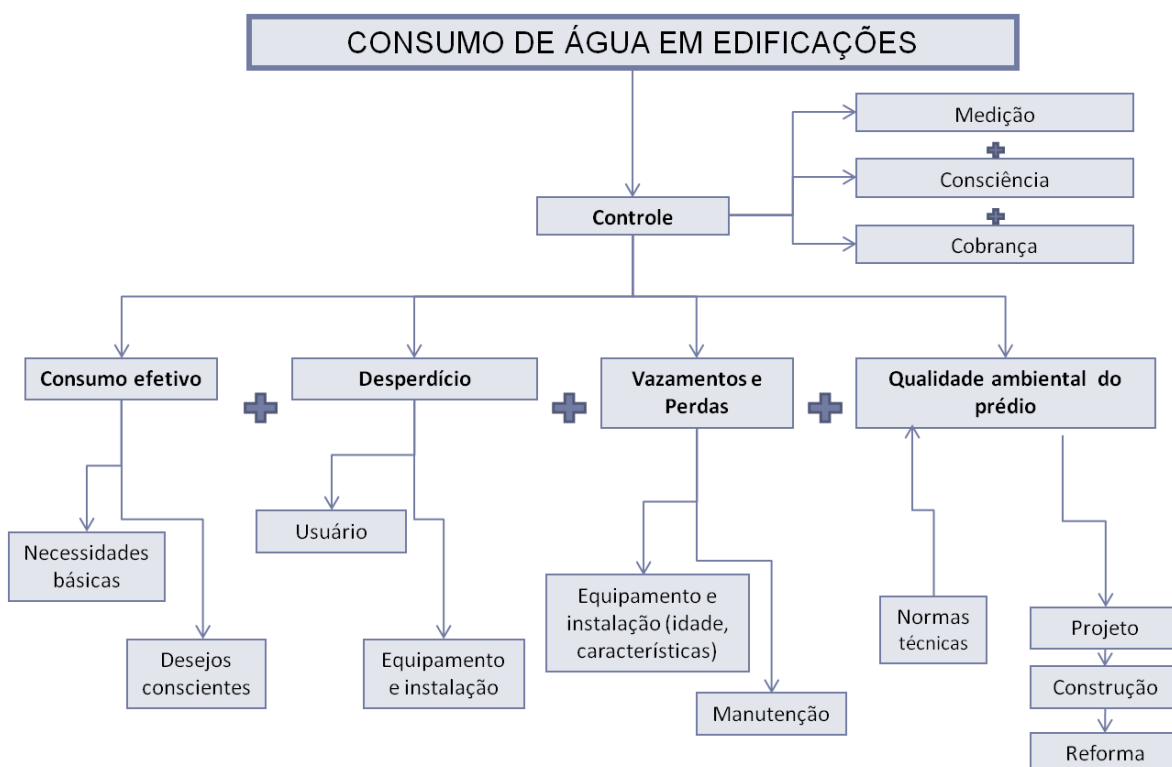 CONSUMO DE ÁGUA EM EDIFICAÇÕES
Medição
Consciência
Controle
Cobrança
Consumo efetivo
Desperdício
Vazamentos e
Perdas
Qualidade ambiental do
prédio
Usuário
Necessidades
básicas
Equipamento e
instalação (idade,
características)
Normas
técnicas
Projeto
Desejos
conscientes
Equipamento
e instalação
Construção
Manutenção
Reforma